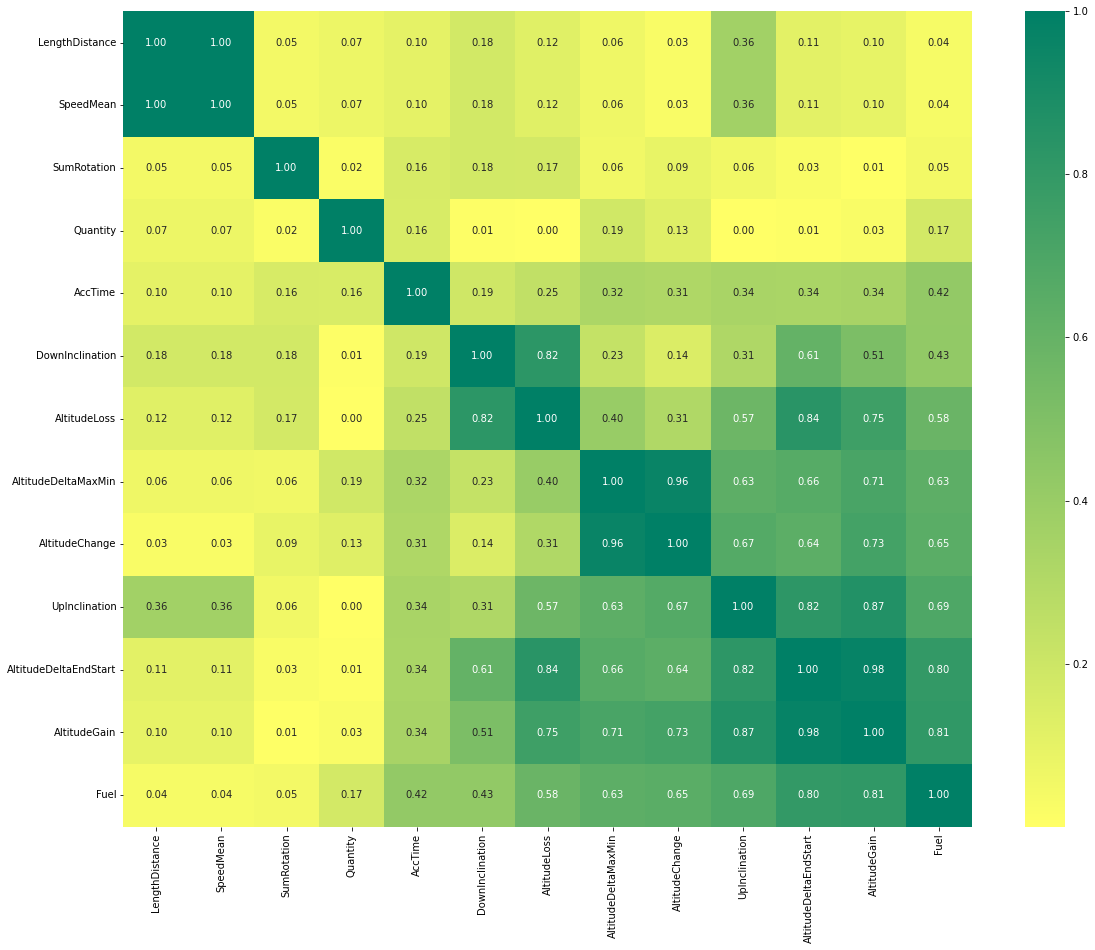 LengthDistance 1.00 1.00 0.05 0.07 0.10 0.18 0.12 0.06 0.03 0.36 0.11 0.10 0.04
SpeedMean 1.00 1.00 0.05 0.07 0.10 0.18 0.12 0.06 0.03 0.36 0.11 0.10 0.04
SumRotation 0.05 0.05 1.00 0.02 0.16 0.18 0.17 0.06 0.09 0.06 0.03 0.01 0.05
Quantity 0.07 0.07 0.02 1.00 0.16 0.01 0.00 0.19 0.13 0.00 0.01 0.03 0.17
AccTime 0.10 0.10 0.16 0.16 1.00 0.19 0.25 0.32 0.31 0.34 0.34 0.34 0.42
DownInclination 0.18 0.18 0.18 0.01 0.19 1.00 0.82 0.23 0.14 0.31 0.61 0.51 0.43
AltitudeLoss 0.12 0.12 0.17 0.00 0.25 0.82 1.00 0.40 0.31 0.57 0.84 0.75 0.58
AltitudeDeltaMaxMin 0.06 0.06 0.06 0.19 0.32 0.23 0.40 1.00 0.96 0.63 0.66 0.71 0.63
AltitudeChange 0.03 0.03 0.09 0.13 0.31 0.14 0.31 0.96 1.00 0.67 0.64 0.73 0.65
UpInclination 0.36 0.36 0.06 0.00 0.34 0.31 0.57 0.63 0.67 1.00 0.82 0.87 0.69
AltitudeDeltaEndStart 0.11 0.11 0.03 0.01 0.34 0.61 0.84 0.66 0.64 0.82 1.00 0.98 0.80
AltitudeGain 0.10 0.10 0.01 0.03 0.34 0.51 0.75 0.71 0.73 0.87 0.98 1.00 0.81
Fuel 0.04 0.04 0.05 0.17 0.42 0.43 0.58 0.63 0.65 0.69 0.80 0.81 1.00
LengthDistance
SpeedMean
SumRotation
Quantity
AccTime
DownInclination
AltitudeLoss
AltitudeDeltaMaxMin
AltitudeChange
UpInclination
AltitudeDeltaEndStart
AltitudeGain
Fuel
1.0
0.8
0.6
0.4
0.2